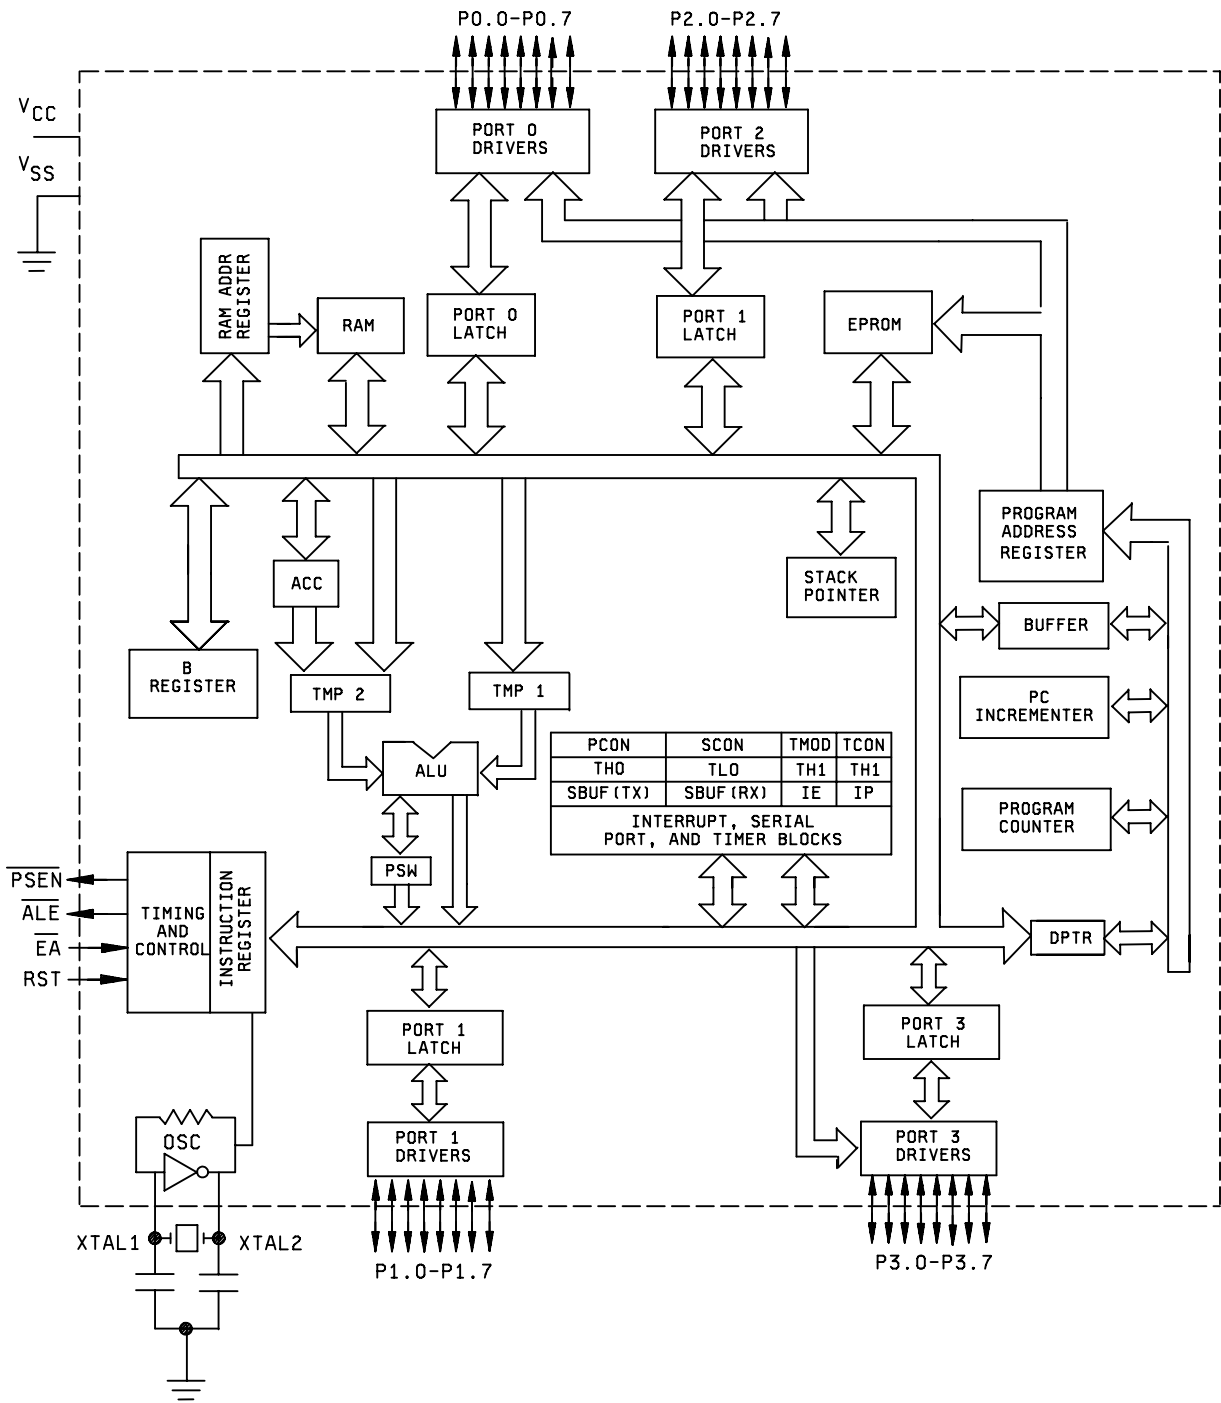 P0.0-P0.7
P2.0-P2.7
VCC
VSS
PORT 0
DRIVERS
PORT 2
DRIVERS
RAM ADDR
REGISTER
RAM
PORT 0
LATCH
PORT 1
LATCH
EPROM
PROGRAM
ADDRESS
REGISTER
ACC
STACK
POINTER
BUFFER
B
REGISTER
TMP 2
TMP 1
PC
INCREMENTER
ALU
PCON
SCON
TMOD
TCON
TH0
TL0
TH1
TH1
SBUF(TX)
SBUF(RX)
IE
IP
INTERRUPT, SERIAL
PORT, AND TIMER BLOCKS
PROGRAM
COUNTER
PSW
PSEN
ALE
EA
RST
TIMING
AND
CONTROL
INSTRUCTION
REGISTER
DPTR
PORT 1
LATCH
PORT 3
LATCH
OSC
PORT 1
DRIVERS
PORT 3
DRIVERS
XTAL1
XTAL2
P1.0-P1.7
P3.0-P3.7